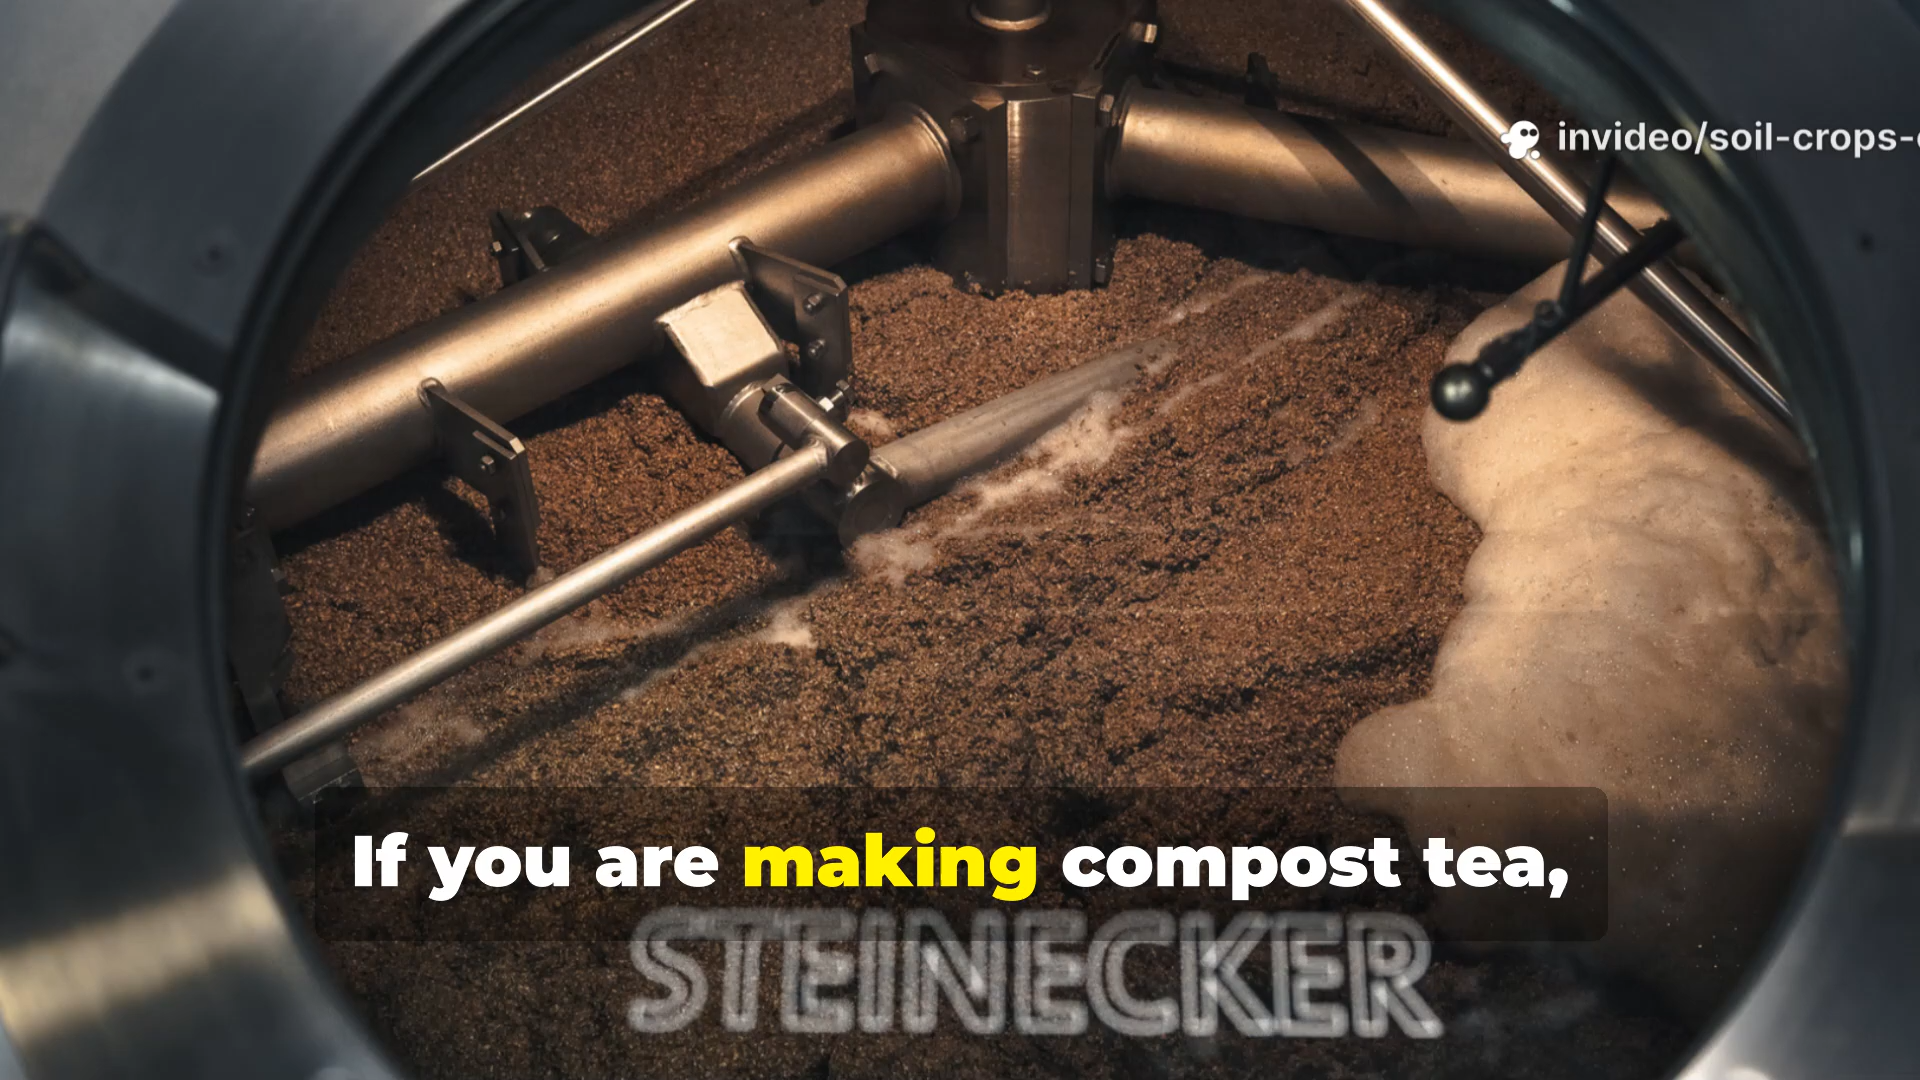 invideo/soil-crops-
If you are making compost tea,
STEINECKER